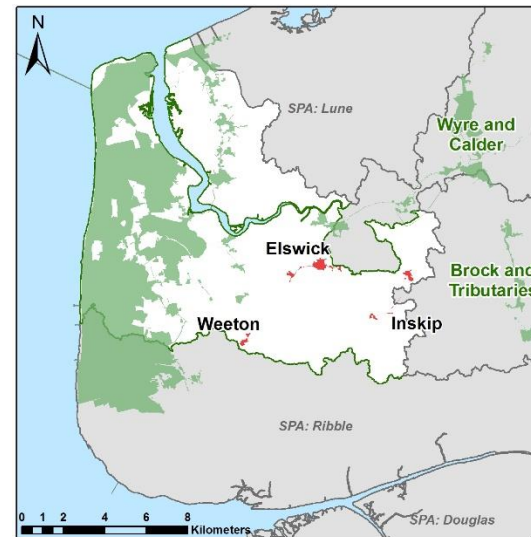 N
SPA: Lune
Wyre and
Calder
Elswick
Brock and
Tributaries
Weeton
Inskip
SPA: Ribble
0 1 2 4 6 8
Kilometers
SPA: Douglas